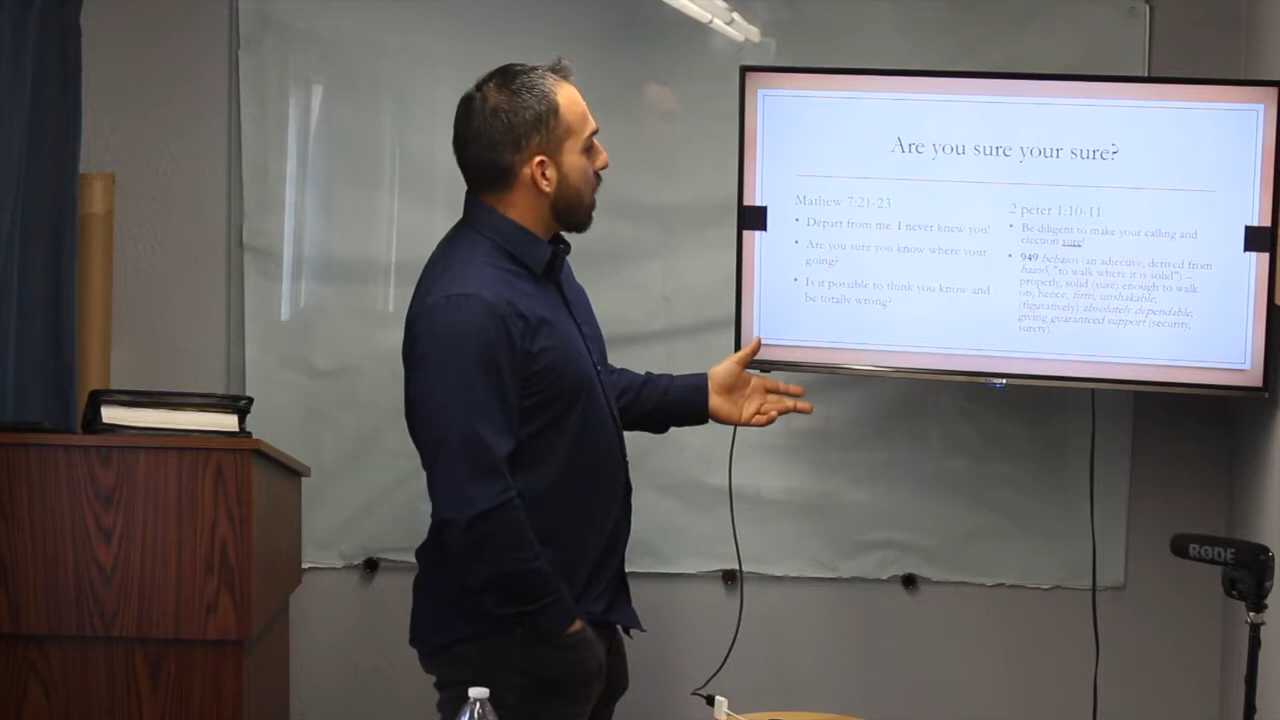 Are you sure your sure?
Mathew 7:21-23
• Depart from me. I never knew you!
• Are you sure you know where your
going?
• Is it possible to think you know and
be totally wrong?
2 peter 1:10-11
• Be diligent to make your calling and
election sure!
• 949 bebaios (an adjective, derived from
bainō, "to walk where it is solid") –
properly, solid (sure) enough to walk
on; hence, firm, unshakable,
(figuratively) absolutely dependable,
giving guaranteed support (security,
surety)
RØDE